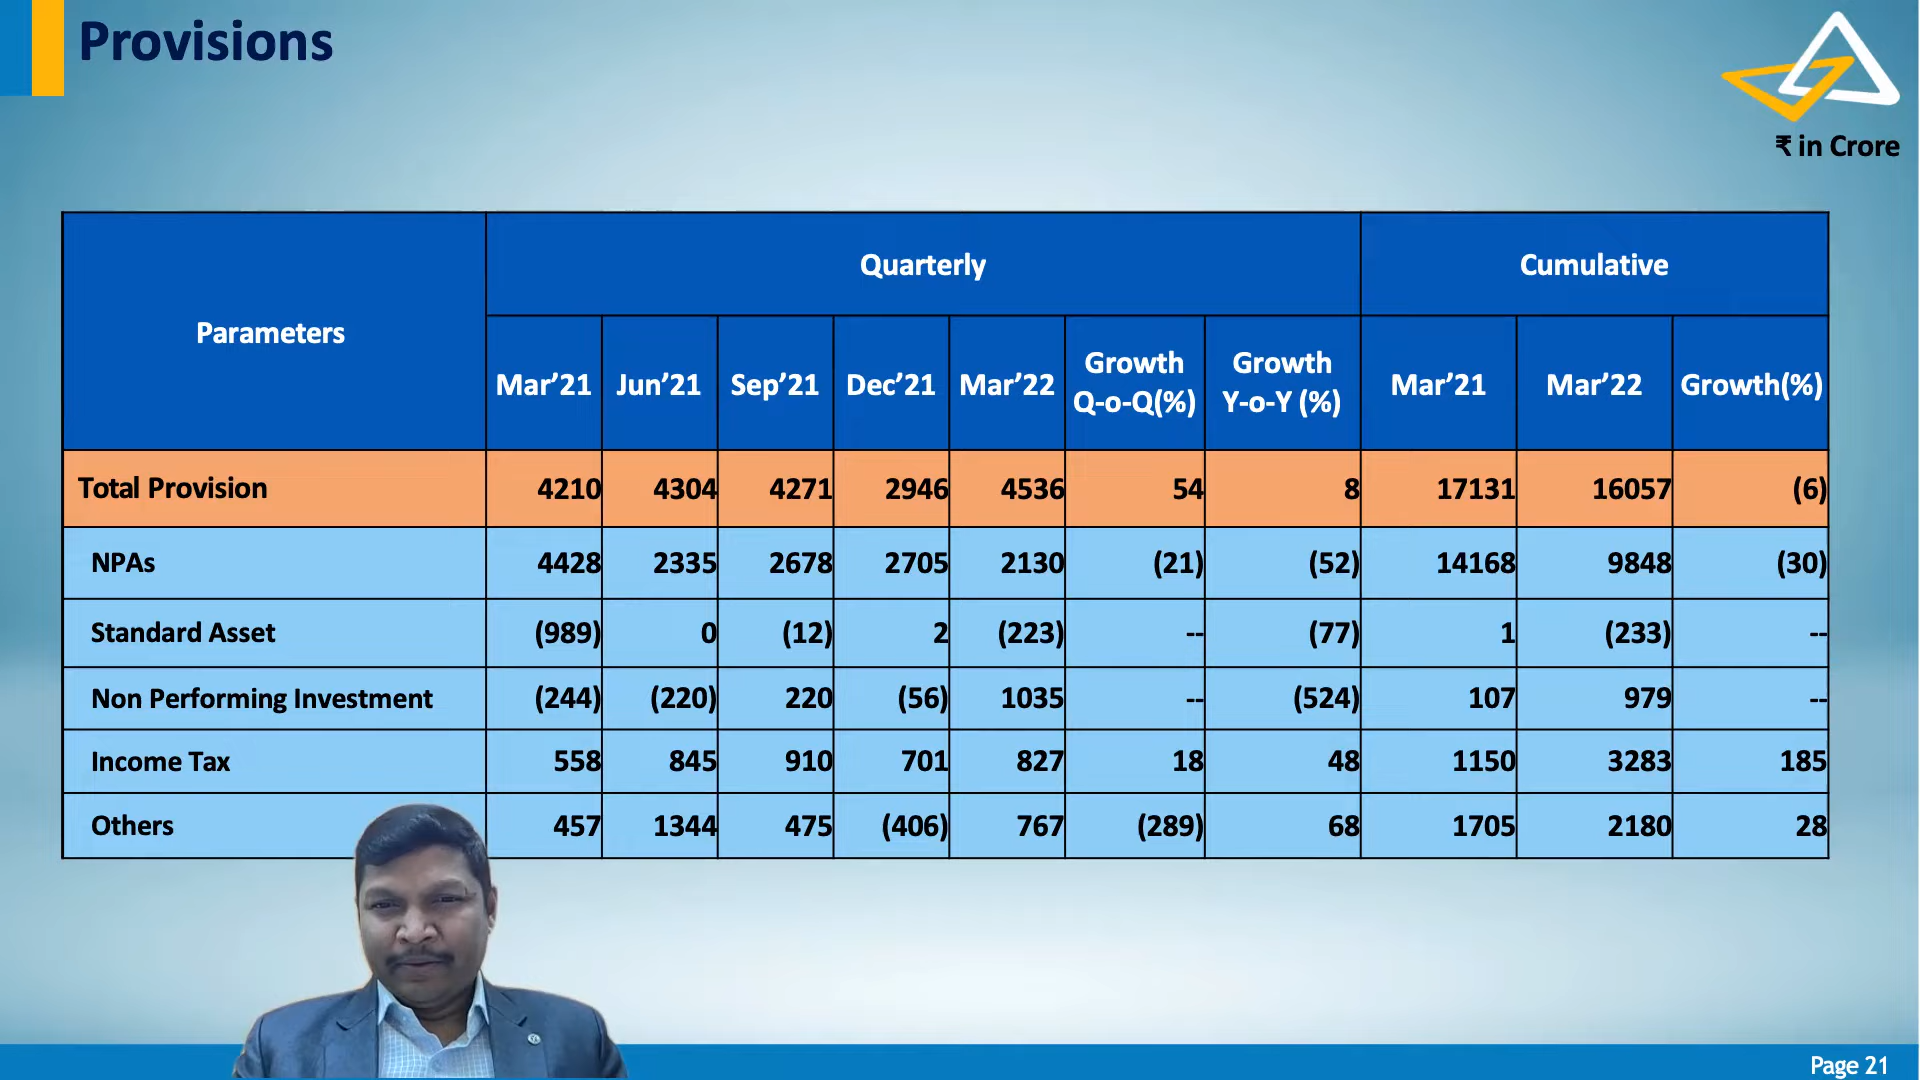 Provisions
₹ in Crore
Parameters Quarterly Cumulative
Mar’21 Jun’21 Sep’21 Dec’21 Mar’22 Growth Q-o-Q(%) Growth Y-o-Y (%) Mar’21 Mar’22 Growth(%)
Total Provision 4210 4304 4271 2946 4536 54 8 17131 16057 (6)
NPAs 4428 2335 2678 2705 2130 (21) (52) 14168 9848 (30)
Standard Asset (989) 0 (12) 2 (223) -- (77) 1 (233) --
Non Performing Investment (244) (220) 220 (56) 1035 -- (524) 107 979 --
Income Tax 558 845 910 701 827 18 48 1150 3283 185
Others 457 1344 475 (406) 767 (289) 68 1705 2180 28
Page 21